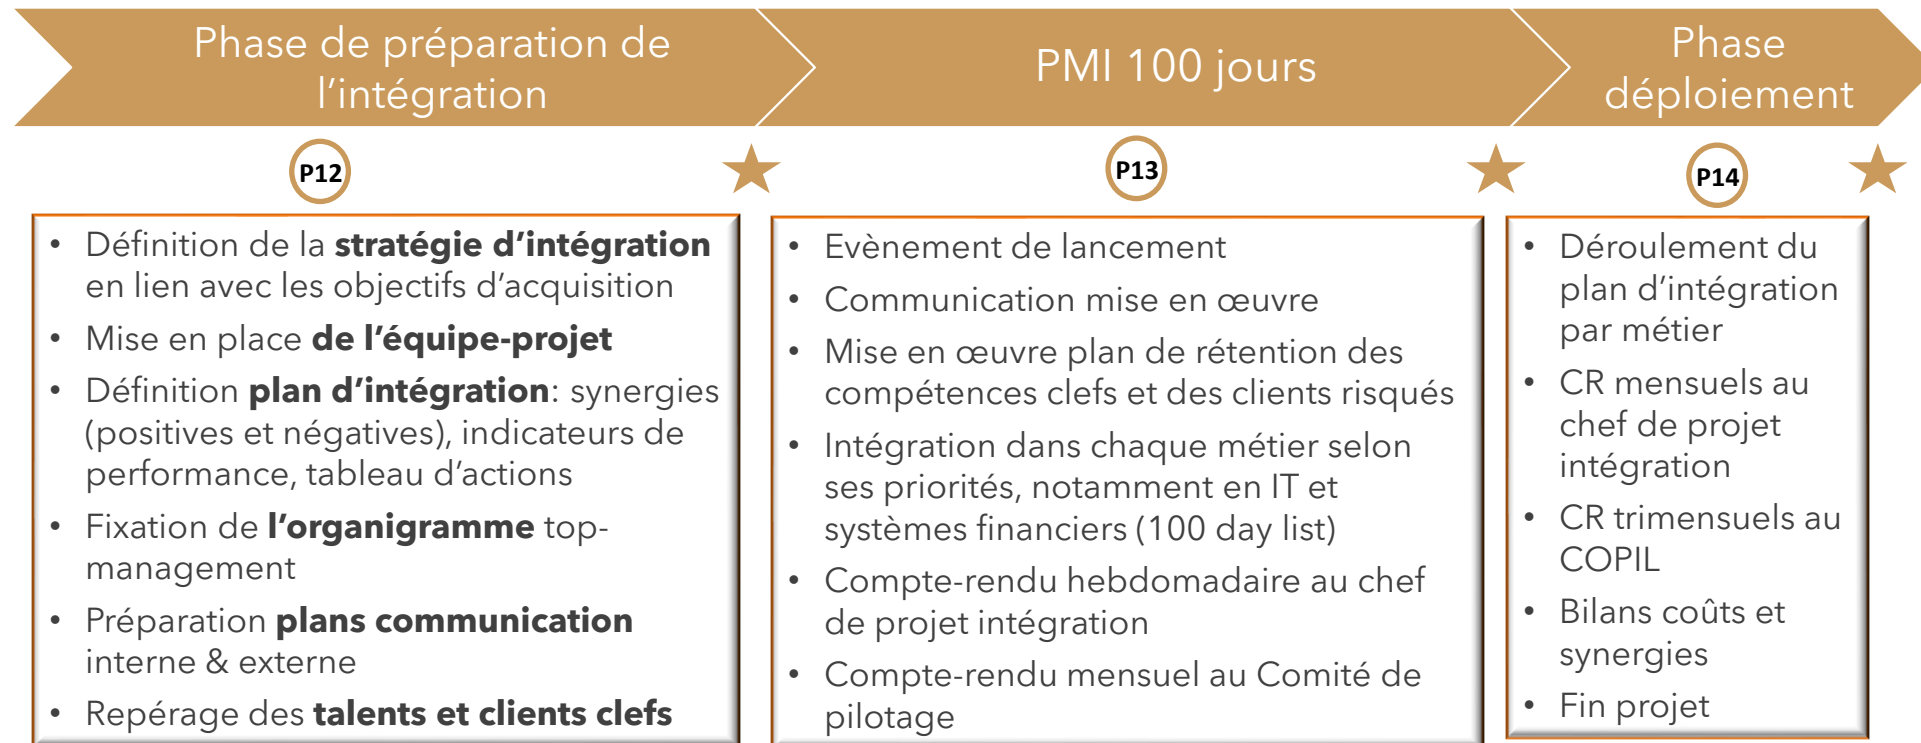 Phase de préparation de
l’intégration
PMI 100 jours
Phase
déploiement
P12
P13
P14
• Définition de la stratégie d’intégration
en lien avec les objectifs d’acquisition
• Mise en place de l’équipe-projet
• Définition plan d’intégration: synergies
(positives et négatives), indicateurs de
performance, tableau d’actions
• Fixation de l’organigramme top-
management
• Préparation plans communication
interne & externe
• Repérage des talents et clients clefs
• Evènement de lancement
• Communication mise en œuvre
• Mise en œuvre plan de rétention des
compétences clefs et des clients risqués
• Intégration dans chaque métier selon
ses priorités, notamment en IT et
systèmes financiers (100 day list)
• Compte-rendu hebdomadaire au chef
de projet intégration
• Compte-rendu mensuel au Comité de
pilotage
• Déroulement du
plan d’intégration
par métier
• CR mensuels au
chef de projet
intégration
• CR trimensuels au
COPIL
• Bilans coûts et
synergies
• Fin projet